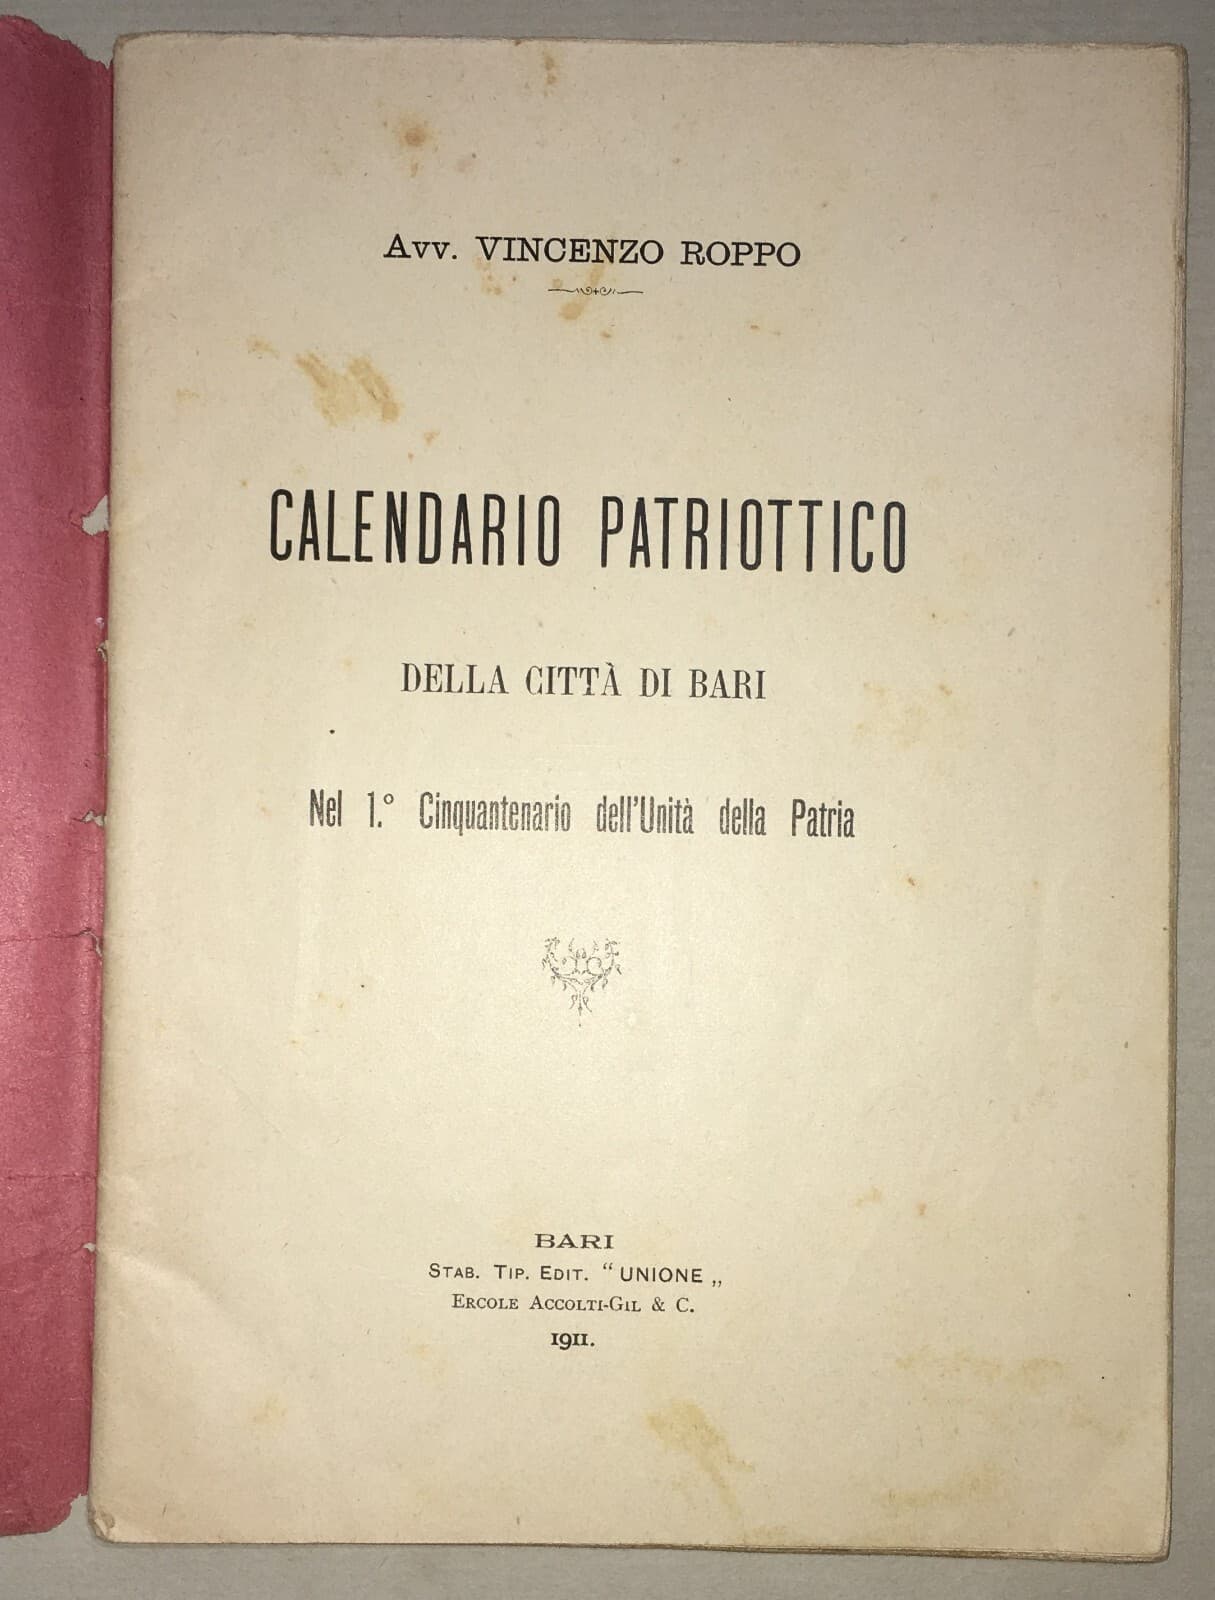 Avv. VINCENZO ROPPO
CALENDARIO PATRIOTTICO
DELLA CITTÀ DI BARI
Nel 1.º Cinquantenario dell'Unità della Patria
BARI
Stab. Tip. Edit. “ UNIONE „
Ercole Accolti-Gil & C.
1911.